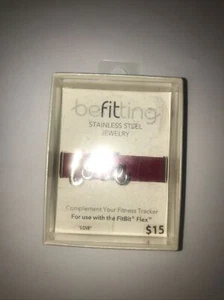 befitting
STAINLESS STEEL
JEWELRY
Complement Your Fitness Tracker
For use with the FitBit® Flex™
"LOVE"
$15